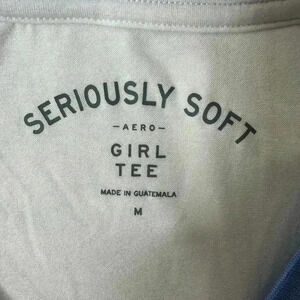 SERIOUSLY SOFT
-AERO-
GIRL
TEE
MADE IN GUATEMALA
M